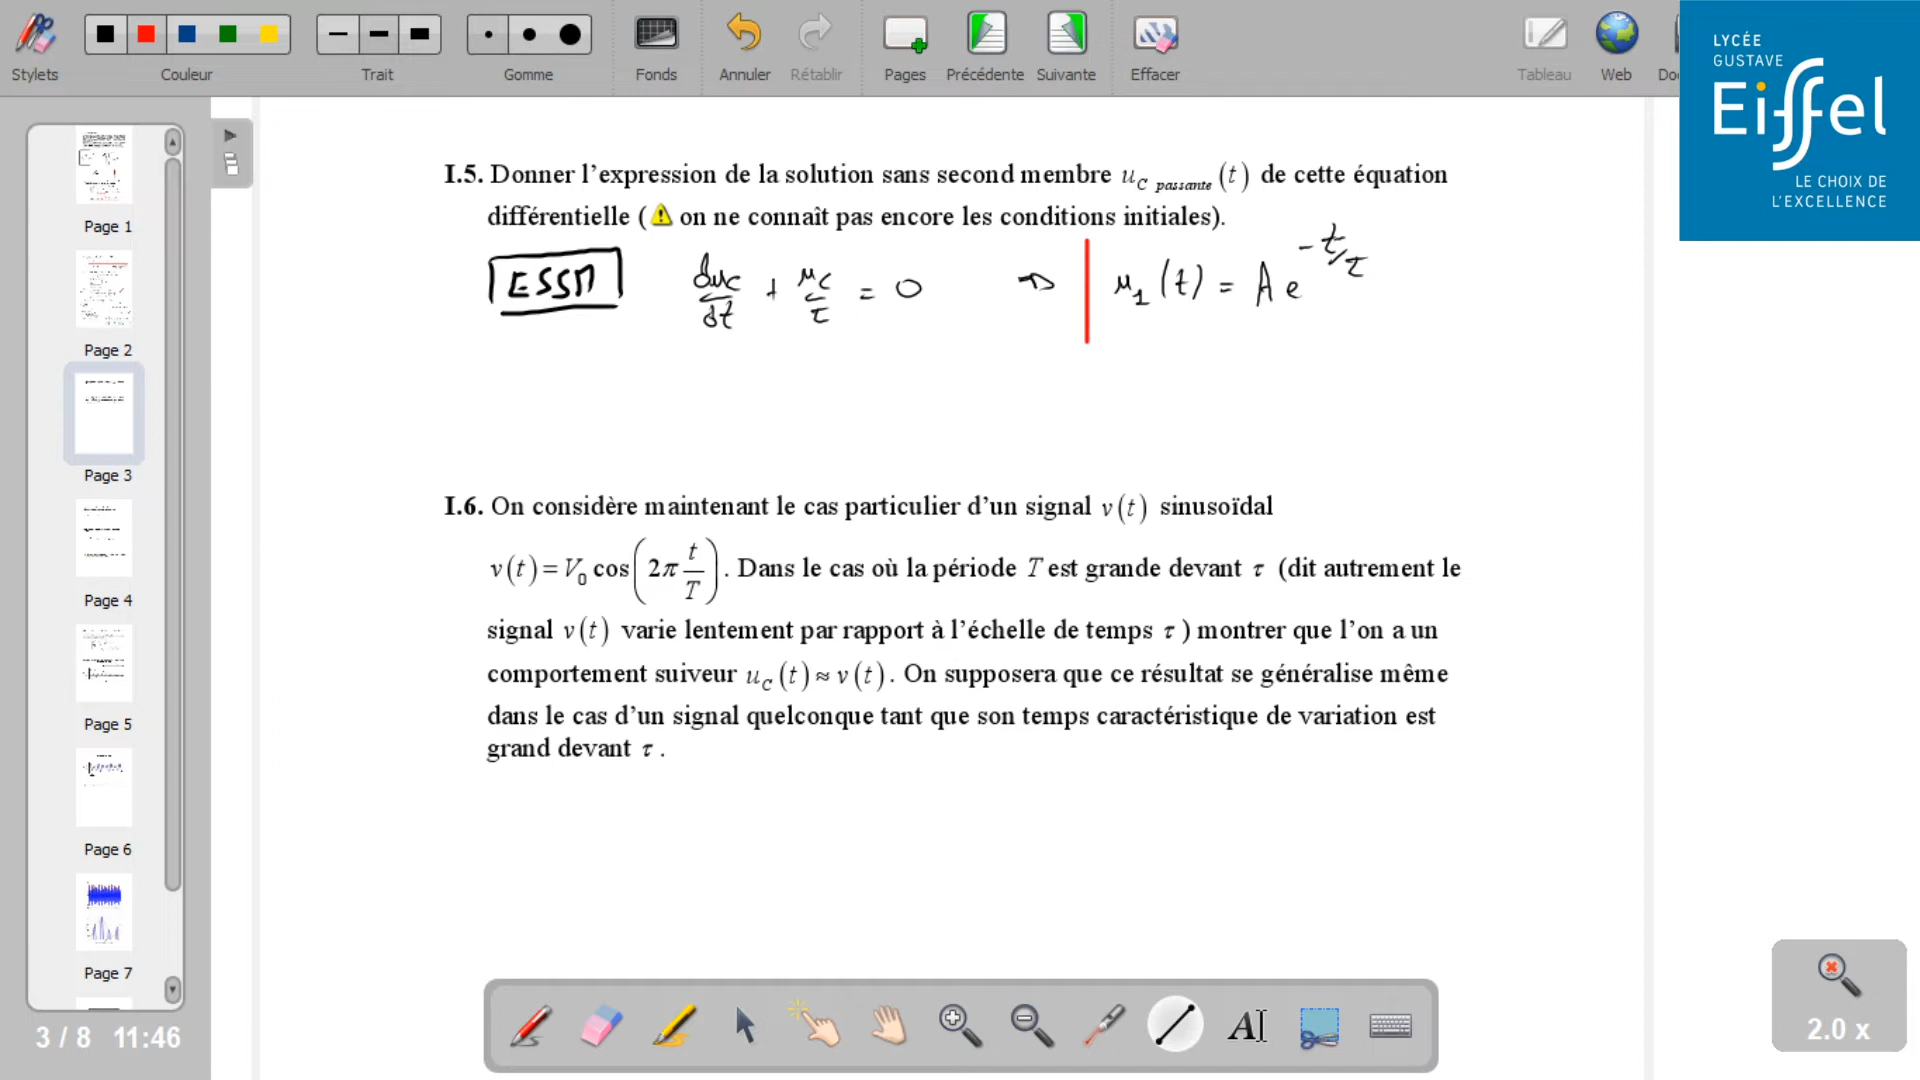 Stylets
Couleur
Trait
Gomme
Fonds
Annuler
Rétablir
Pages
Précédente
Suivante
Effacer
Tableau
Web
LYCÉE
GUSTAVE
Eiffel
LE CHOIX DE
L'EXCELLENCE
Page 1
Page 2
Page 3
Page 4
Page 5
Page 6
Page 7
3 / 8 11:46
I.5. Donner l'expression de la solution sans second membre u_C passante (t) de cette équation
différentielle (⚠ on ne connaît pas encore les conditions initiales).
ESSM du_C/dt + u_C/τ = 0 ⇒ u_1(t) = A e^(-t/τ)
I.6. On considère maintenant le cas particulier d'un signal v(t) sinusoïdal
v(t) = V_0 cos(2π t/T). Dans le cas où la période T est grande devant τ (dit autrement le
signal v(t) varie lentement par rapport à l'échelle de temps τ) montrer que l'on a un
comportement suiveur u_C(t) ≈ v(t). On supposera que ce résultat se généralise même
dans le cas d'un signal quelconque tant que son temps caractéristique de variation est
grand devant τ.
AI
2.0 x